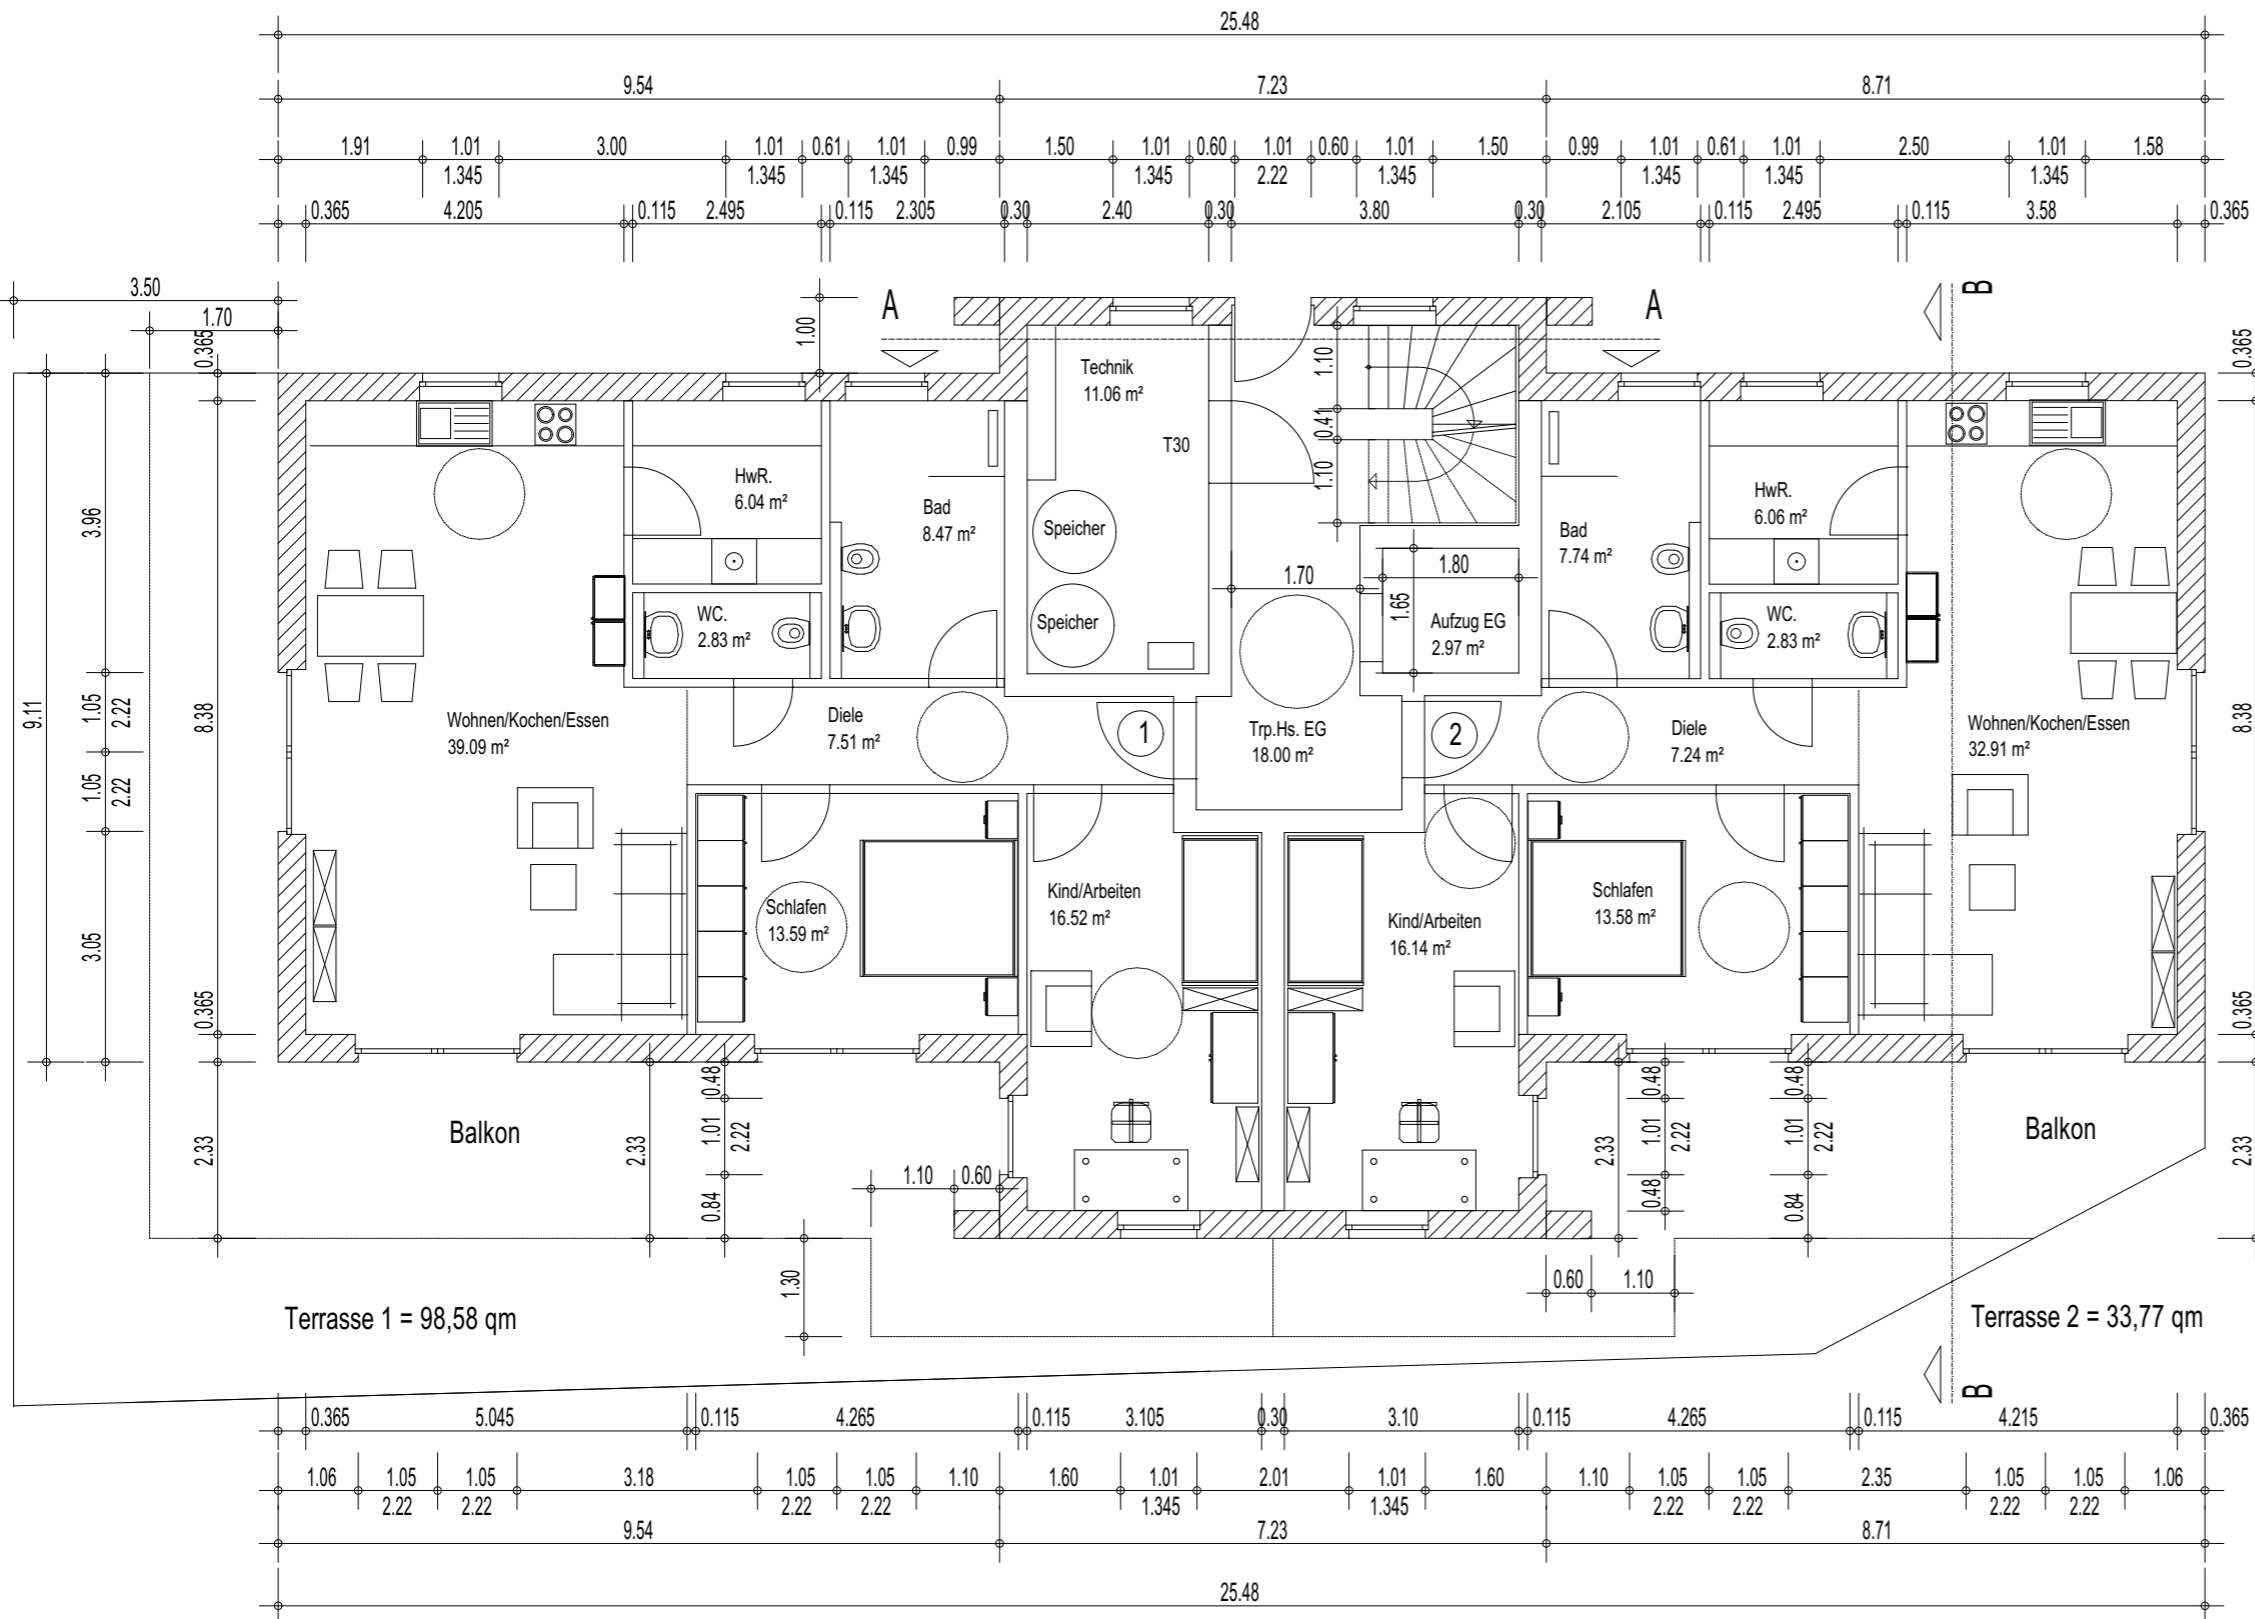 25.48
9.54 7.23 8.71
1.91 1.01 3.00 1.01 0.61 1.01 0.99 1.50 1.01 0.60 1.01 0.60 1.01 1.50 0.99 1.01 0.61 1.01 2.50 1.01 1.58
1.345 1.345 1.345 1.345 2.22 1.345 1.345 1.345 1.345
0.365 4.205 0.115 2.495 0.115 2.305 0.30 2.40 0.30 3.80 0.30 2.105 0.115 2.495 0.115 3.58 0.365
3.50
1.70
0.365
1.00
A
A
B
0.365
9.11
3.96
1.05
2.22
1.05
2.22
3.05
8.38
0.365
2.33
Technik
11.06 m²
T30
Speicher
Speicher
1.10
0.41
1.10
HwR.
6.04 m²
Bad
8.47 m²
WC.
2.83 m²
1.70
1.80
1.65
Aufzug EG
2.97 m²
Bad
7.74 m²
HwR.
6.06 m²
WC.
2.83 m²
Wohnen/Kochen/Essen
39.09 m²
Diele
7.51 m²
1
Trp.Hs. EG
18.00 m²
2
Diele
7.24 m²
Wohnen/Kochen/Essen
32.91 m²
8.38
Schlafen
13.59 m²
Kind/Arbeiten
16.52 m²
Kind/Arbeiten
16.14 m²
Schlafen
13.58 m²
0.365
Balkon
2.33
0.48
1.01
2.22
0.84
1.10 0.60
1.30
2.33
0.48
1.01
2.22
0.48
0.48
1.01
2.22
0.84
Balkon
2.33
0.60 1.10
Terrasse 1 = 98,58 qm
Terrasse 2 = 33,77 qm
B
0.365 5.045 0.115 4.265 0.115 3.105 0.30 3.10 0.115 4.265 0.115 4.215 0.365
1.06 1.05 1.05 3.18 1.05 1.05 1.10 1.60 1.01 2.01 1.01 1.60 1.10 1.05 1.05 2.35 1.05 1.05 1.06
2.22 2.22 2.22 2.22 1.345 1.345 2.22 2.22 2.22 2.22
9.54 7.23 8.71
25.48